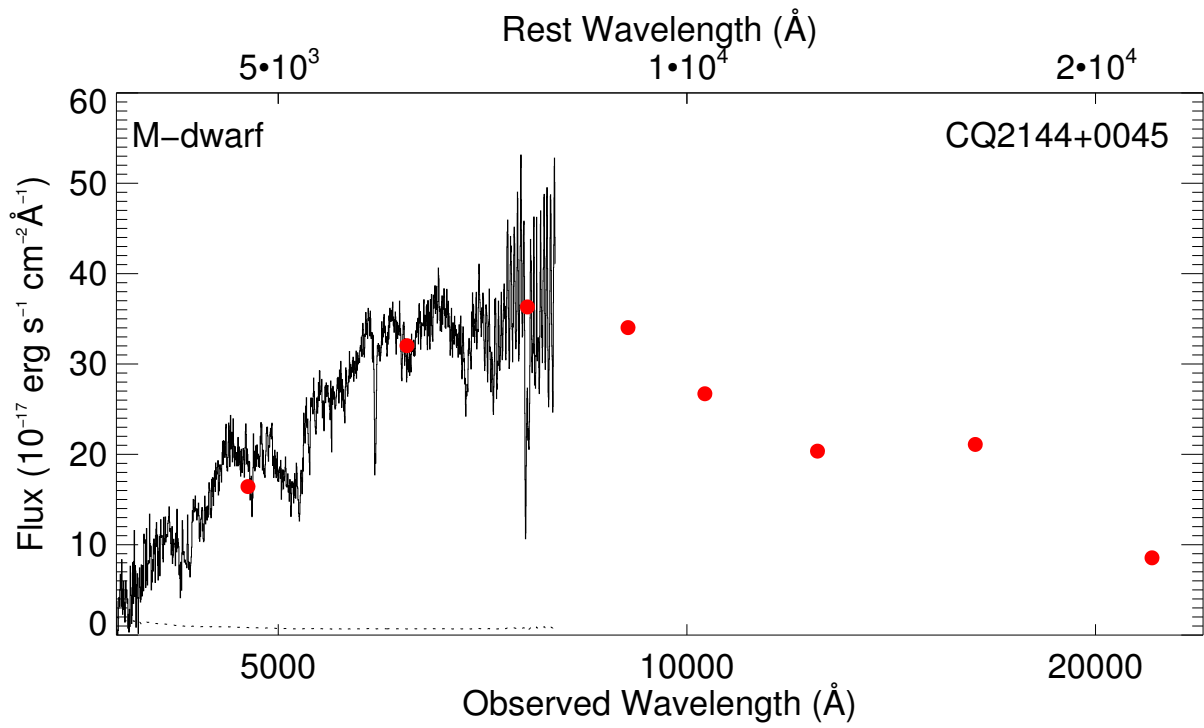 Rest Wavelength (Å)
5•10³ 1•10⁴ 2•10⁴
M−dwarf CQ2144+0045
Flux (10⁻¹⁷ erg s⁻¹ cm⁻²Å⁻¹)
60
50
40
30
20
10
0
5000 10000 20000
Observed Wavelength (Å)